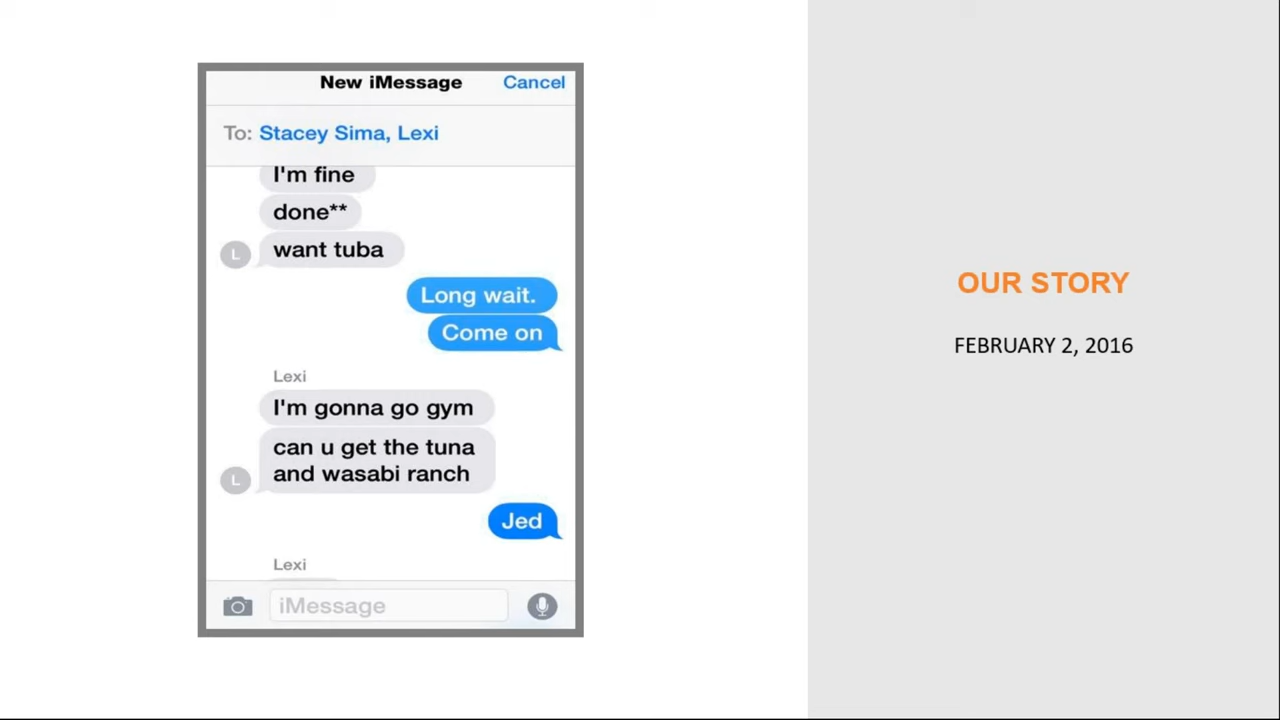 New iMessage
Cancel
To: Stacey Sima, Lexi
I'm fine
done**
L
want tuba
Long wait.
Come on
Lexi
I'm gonna go gym
can u get the tuna
and wasabi ranch
L
Jed
Lexi
iMessage
OUR STORY
FEBRUARY 2, 2016